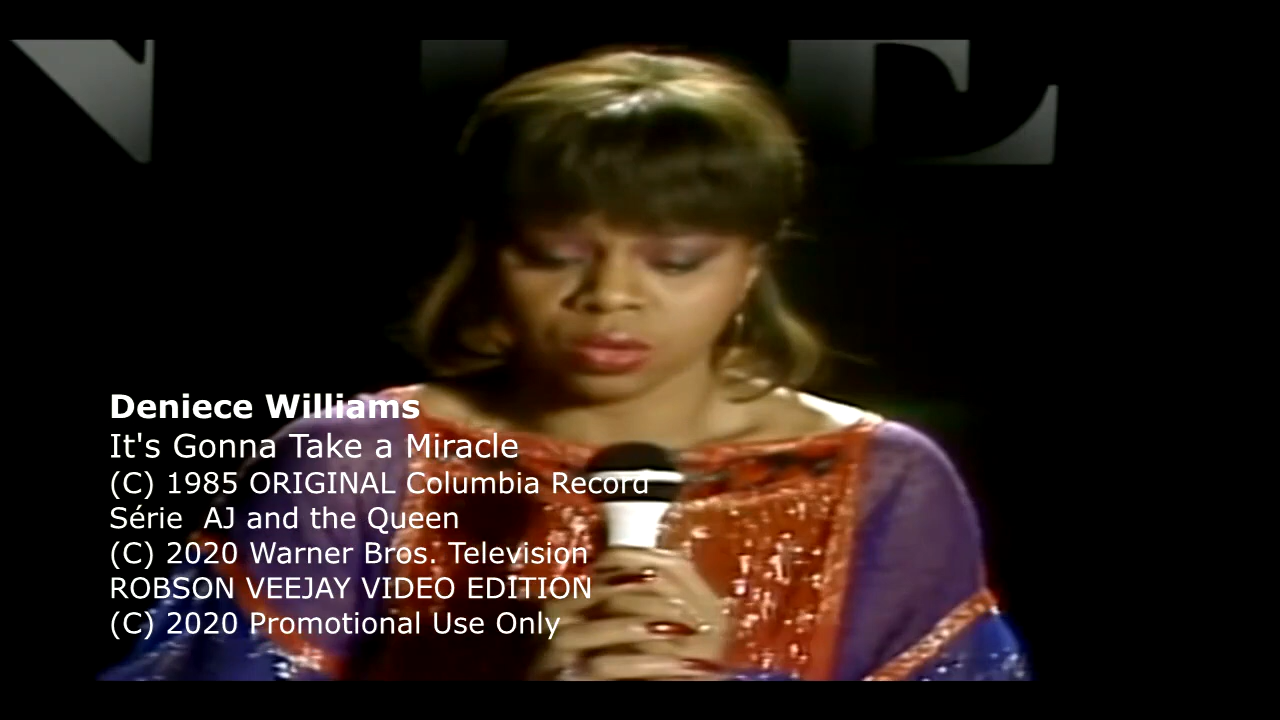 Deniece Williams
It's Gonna Take a Miracle
(C) 1985 ORIGINAL Columbia Record
Série  AJ and the Queen
(C) 2020 Warner Bros. Television
ROBSON VEEJAY VIDEO EDITION
(C) 2020 Promotional Use Only